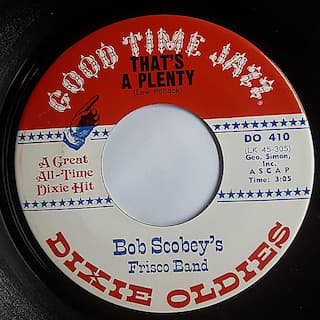 GOOD TIME JAZZ
THAT'S
A PLENTY
(Lew Pollack)
DO 410
(LK 45-305)
Geo. Simon,
Inc.
ASCAP
Time: 3:05
A Great
All-Time
Dixie Hit
Bob Scobey's
Frisco Band
DIXIE OLDIES